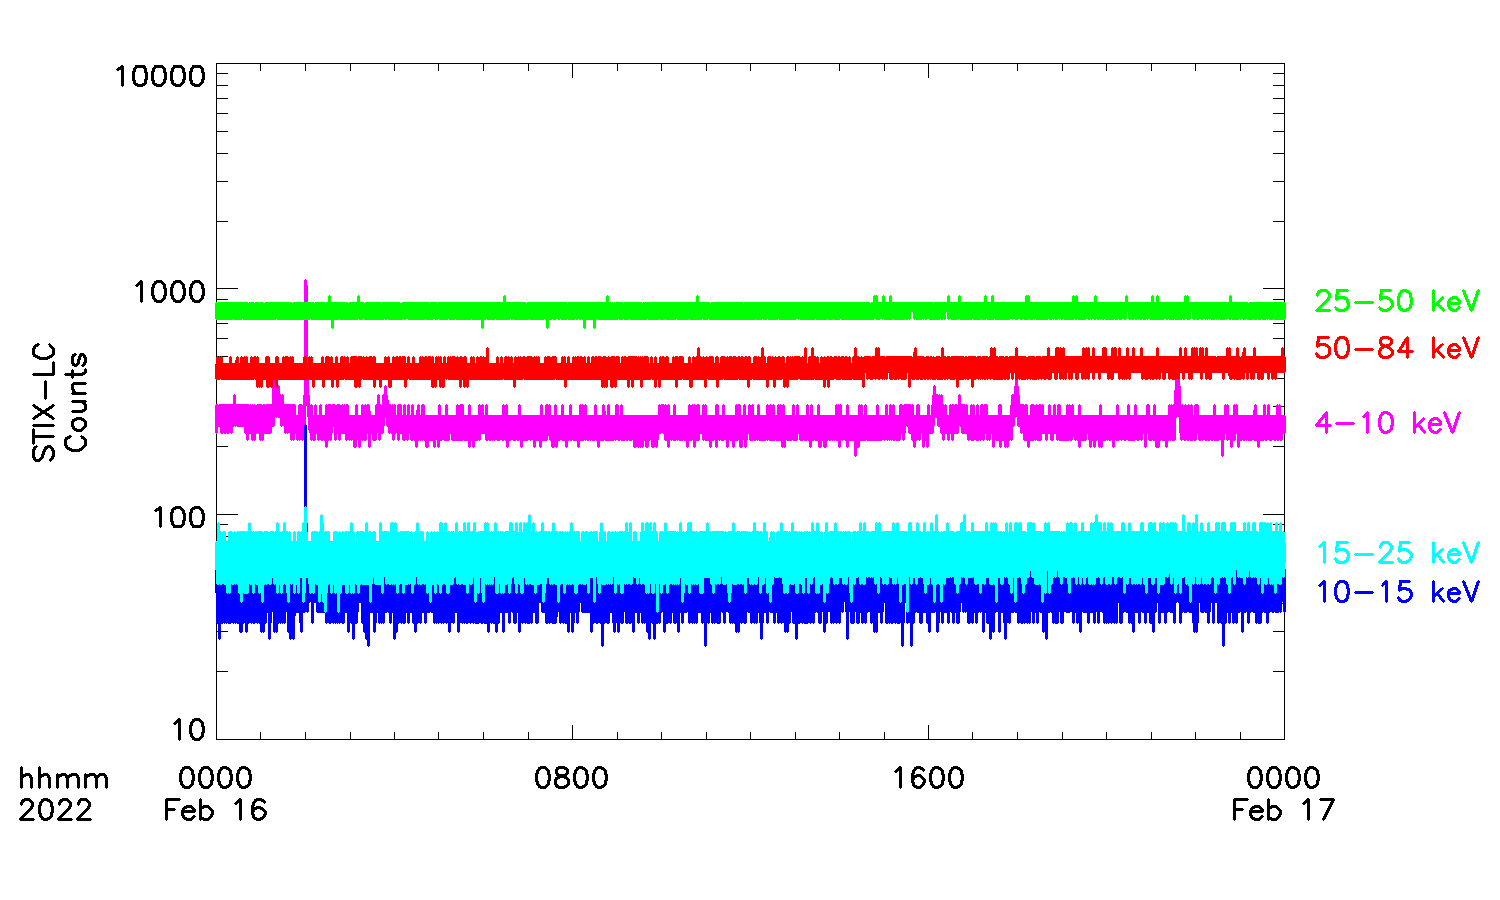 10000
1000
100
10
STIX-LC
Counts
25-50 keV
50-84 keV
4-10 keV
15-25 keV
10-15 keV
hhmm 0000 0800 1600 0000
2022 Feb 16 Feb 17